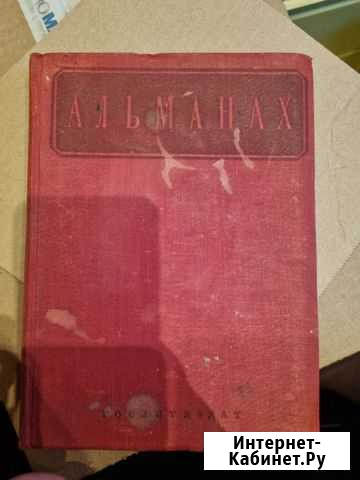 АЛЬМАНАХ
ГОСЛИТИЗДАТ
Интернет-
Кабинет.Ру